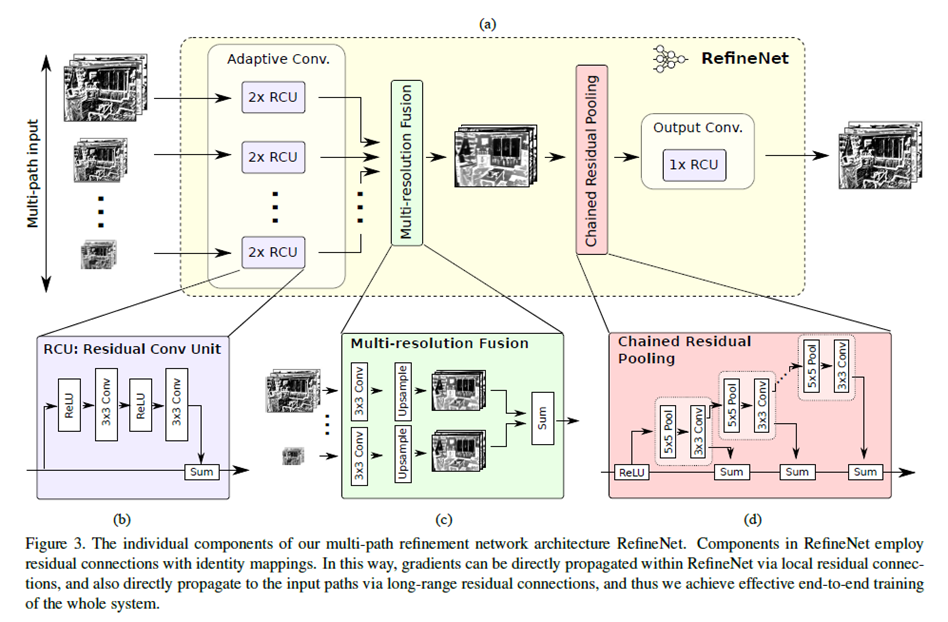 (a)
Multi-path input
Adaptive Conv.
2x RCU
2x RCU
2x RCU
Multi-resolution Fusion
Chained Residual Pooling
RefineNet
Output Conv.
1x RCU
RCU: Residual Conv Unit
ReLU
3x3 Conv
ReLU
3x3 Conv
Sum
(b)
Multi-resolution Fusion
3x3 Conv
Upsample
3x3 Conv
Upsample
Sum
(c)
Chained Residual
Pooling
ReLU
5x5 Pool
3x3 Conv
5x5 Pool
3x3 Conv
5x5 Pool
3x3 Conv
Sum
Sum
Sum
(d)
Figure 3. The individual components of our multi-path refinement network architecture RefineNet. Components in RefineNet employ
residual connections with identity mappings. In this way, gradients can be directly propagated within RefineNet via local residual connec-
tions, and also directly propagate to the input paths via long-range residual connections, and thus we achieve effective end-to-end training
of the whole system.